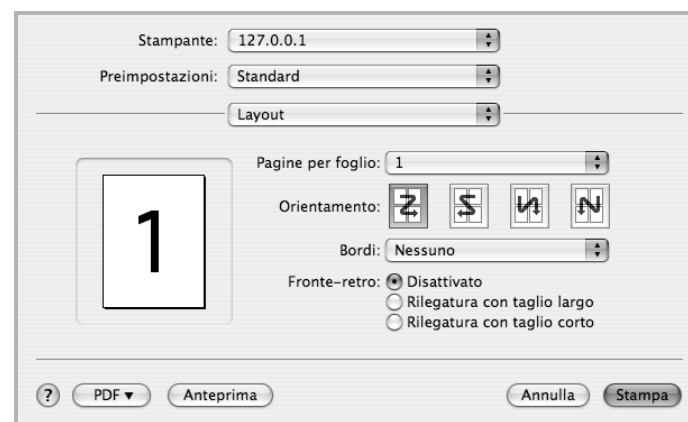 Stampante: 127.0.0.1
Preimpostazioni: Standard
Layout
Pagine per foglio: 1
1
Orientamento:
Bordi: Nessuno
Fronte-retro: Disattivato
Rilegatura con taglio largo
Rilegatura con taglio corto
? PDF ▼ Anteprima Annulla Stampa